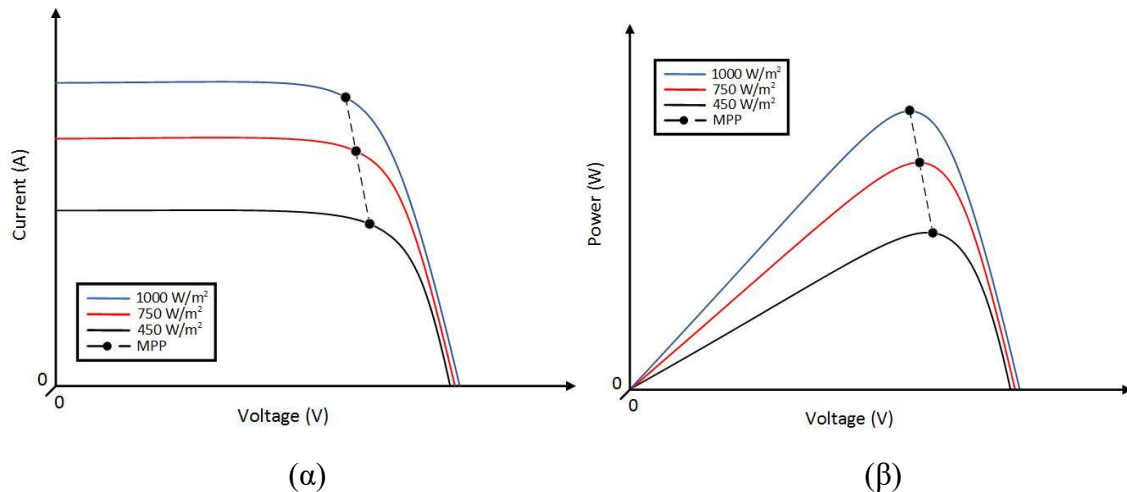 Current (A)
1000 W/m²
750 W/m²
450 W/m²
MPP
0
0
Voltage (V)
(α)
Power (W)
1000 W/m²
750 W/m²
450 W/m²
MPP
0
0
Voltage (V)
(β)